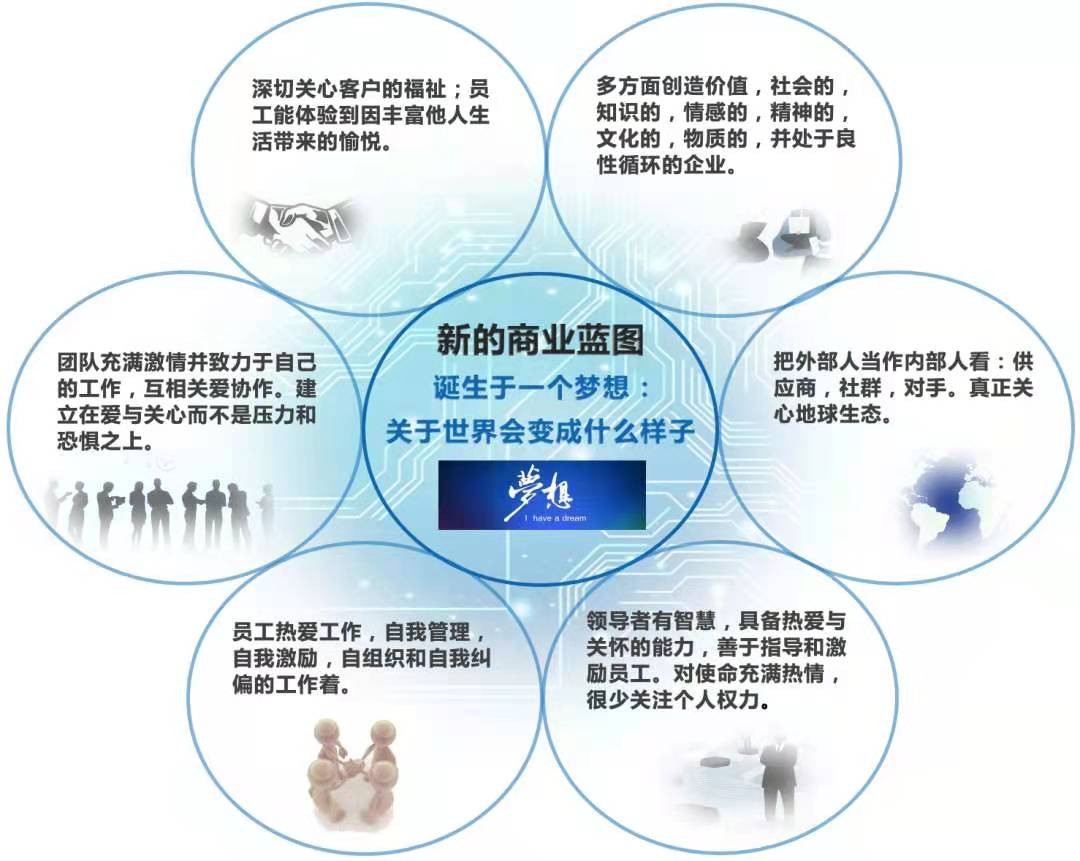 深切关心客户的福祉；员
工能体验到因丰富他人生
活带来的愉悦。
多方面创造价值，社会的，
知识的，情感的，精神的，
文化的，物质的，并处于良
性循环的企业。
新的商业蓝图
诞生于一个梦想：
关于世界会变成什么样子
夢想
I have a dream
团队充满激情并致力于自己
的工作，互相关爱协作。建
立在爱与关心而不是压力和
恐惧之上。
把外部人当作内部人看：供
应商，社群，对手。真正关
心地球生态。
员工热爱工作，自我管理，
自我激励，自组织和自我纠
偏的工作着。
领导者有智慧，具备热爱与
关怀的能力，善于指导和激
励员工。对使命充满热情，
很少关注个人权力。